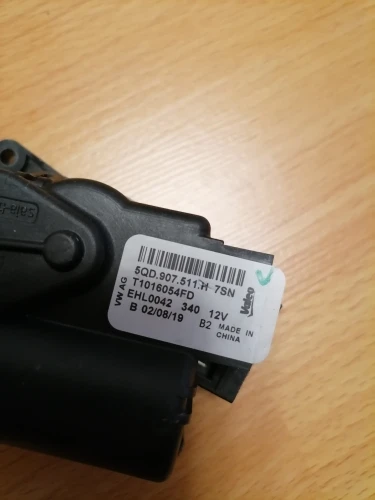 5QD.907.511.H 7SN
T1016054FD
EHL0042 340 12V
B 02/08/19 B2 MADE IN
CHINA
VW AG
Valeo